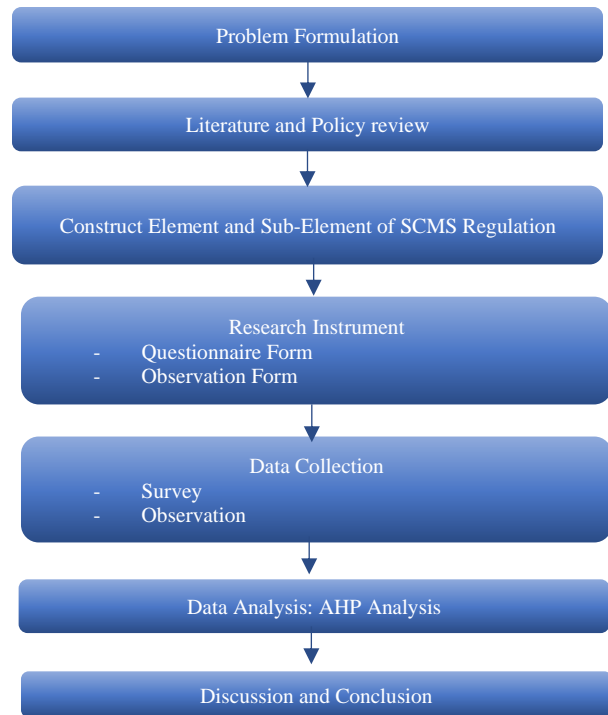 Problem Formulation
Literature and Policy review
Construct Element and Sub-Element of SCMS Regulation
Research Instrument
- Questionnaire Form
- Observation Form
Data Collection
- Survey
- Observation
Data Analysis: AHP Analysis
Discussion and Conclusion